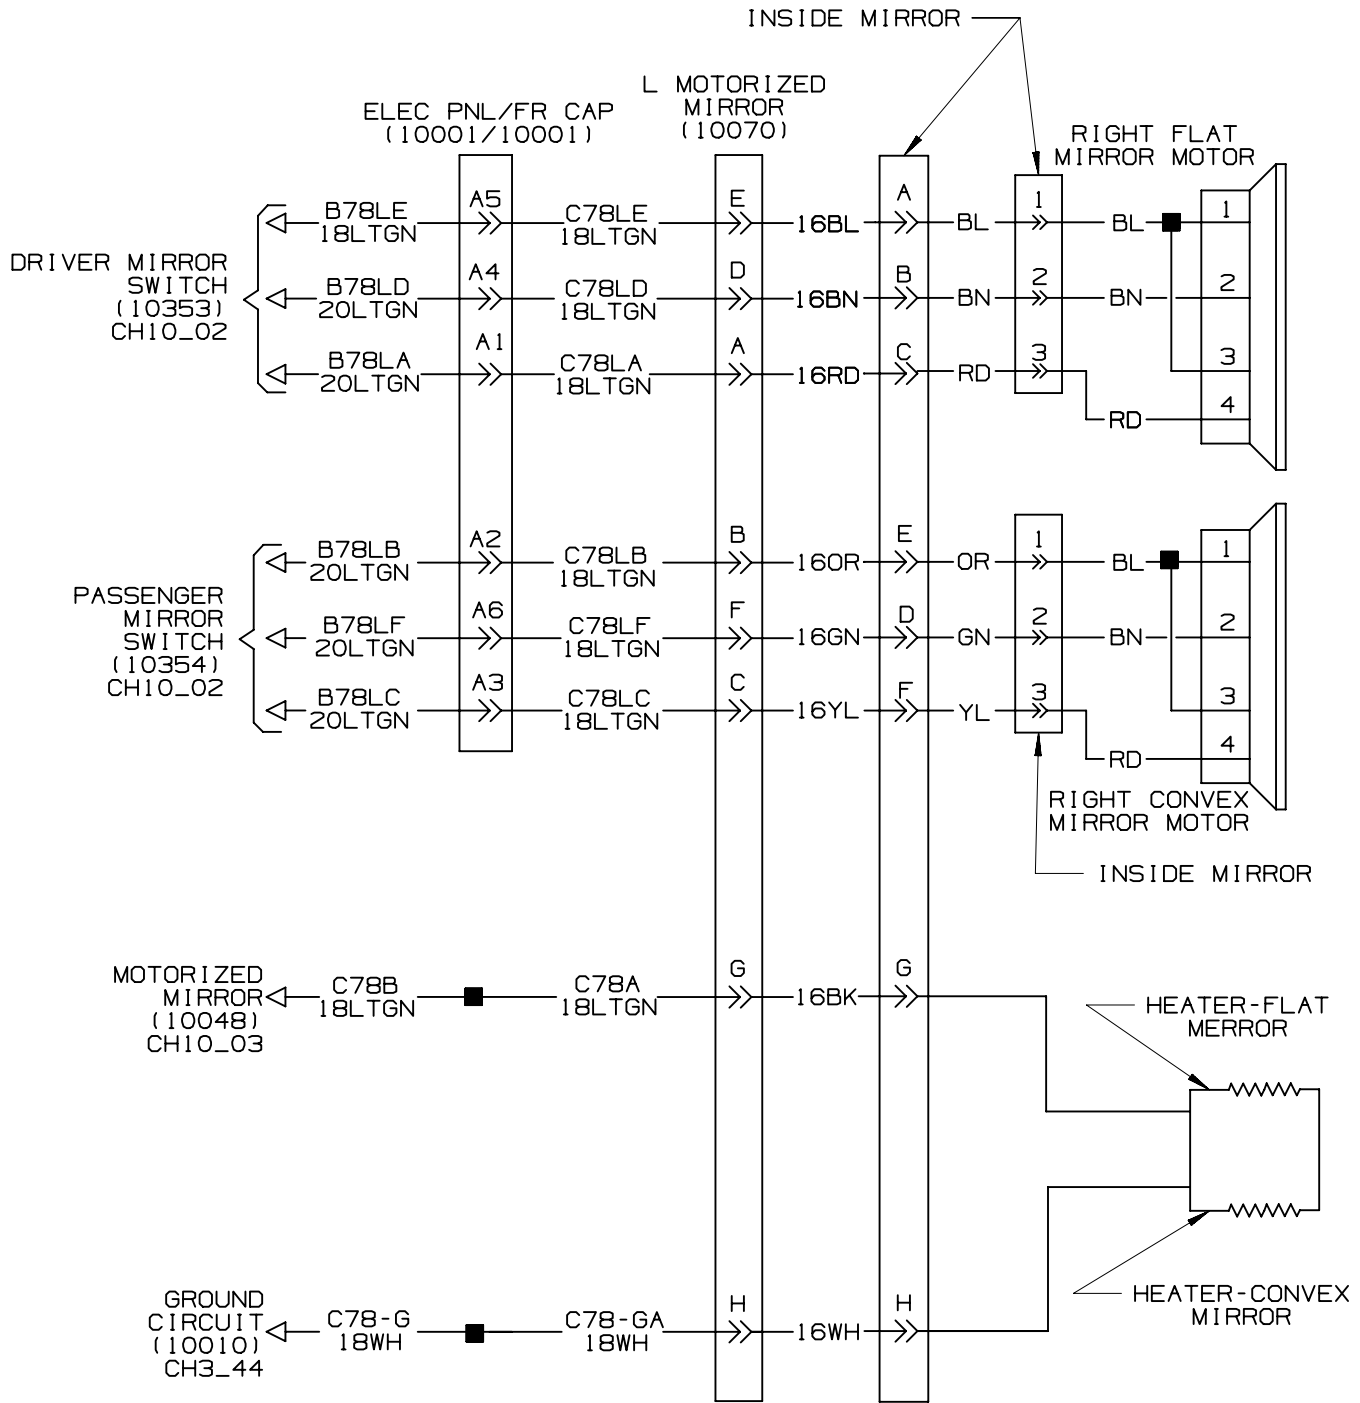 INSIDE MIRROR
L MOTORIZED
MIRROR
(10070)
ELEC PNL/FR CAP
(10001/10001)
RIGHT FLAT
MIRROR MOTOR
DRIVER MIRROR
SWITCH
(10353)
CH10_02
B78LE
18LTGN
A5
C78LE
18LTGN
E
16BL
A
BL
1
BL
1
B78LD
20LTGN
A4
C78LD
18LTGN
D
16BN
B
BN
2
BN
2
B78LA
20LTGN
A1
C78LA
18LTGN
A
16RD
C
RD
3
3
RD
4
PASSENGER
MIRROR
SWITCH
(10354)
CH10_02
B78LB
20LTGN
A2
C78LB
18LTGN
B
16OR
E
OR
1
BL
1
B78LF
20LTGN
A6
C78LF
18LTGN
F
16GN
D
GN
2
BN
2
B78LC
20LTGN
A3
C78LC
18LTGN
C
16YL
F
YL
3
3
RD
4
RIGHT CONVEX
MIRROR MOTOR
INSIDE MIRROR
MOTORIZED
MIRROR
(10048)
CH10_03
C78B
18LTGN
C78A
18LTGN
G
16BK
G
HEATER-FLAT
MERROR
HEATER-CONVEX
MIRROR
GROUND
CIRCUIT
(10010)
CH3_44
C78-G
18WH
C78-GA
18WH
H
16WH
H